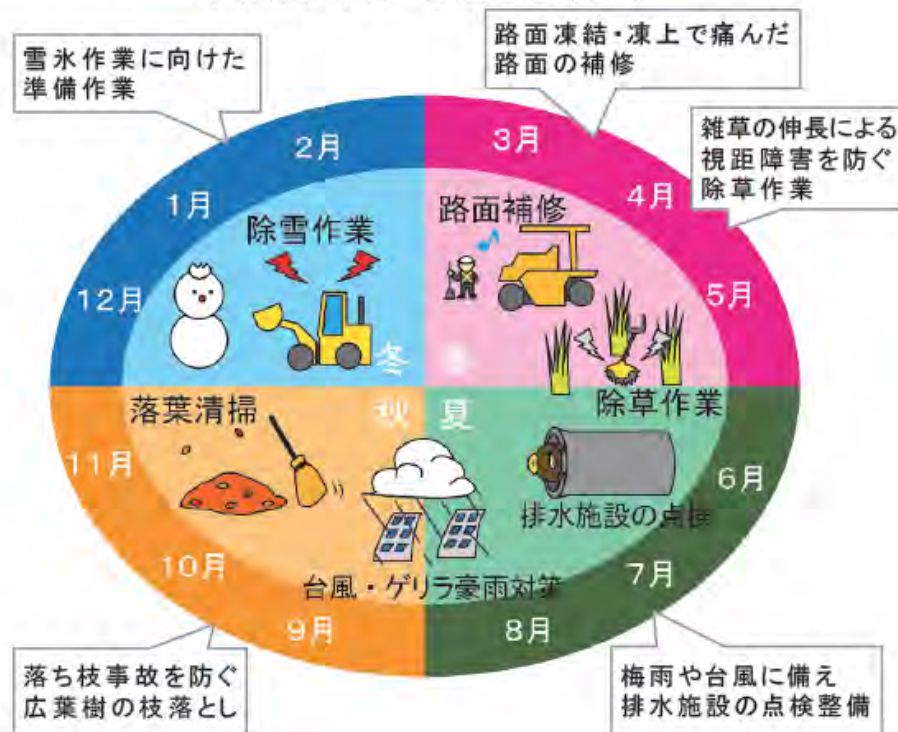 雪氷作業に向けた
準備作業
路面凍結・凍上で痛んだ
路面の補修
雑草の伸長による
視距障害を防ぐ
除草作業
2月
3月
1月
4月
12月
5月
除雪作業
路面補修
冬
春
落葉清掃
秋
夏
除草作業
11月
6月
排水施設の点検
10月
7月
台風・ゲリラ豪雨対策
9月
8月
落ち枝事故を防ぐ
広葉樹の枝落とし
梅雨や台風に備え
排水施設の点検整備